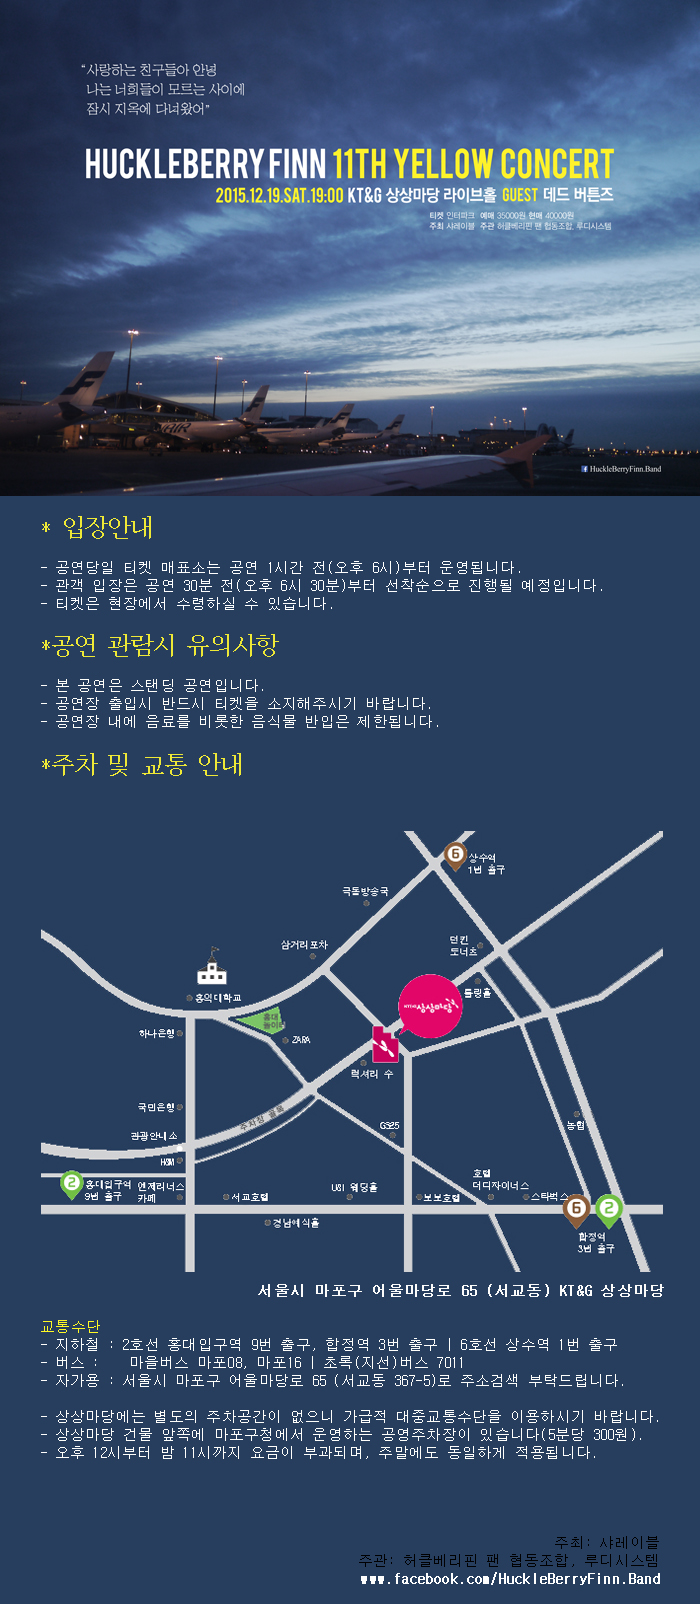 “사랑하는 친구들아 안녕
나는 너희들이 모르는 사이에
잠시 지옥에 다녀왔어”
HUCKLEBERRY FINN 11TH YELLOW CONCERT
2015.12.19.SAT.19:00 KT&G 상상마당 라이브홀 GUEST 데드 버튼즈
티켓 인터파크 예매 35000원 현매 40000원
주최 샤레이블 주관 허클베리핀 팬 협동조합, 루디시스템
HuckleBerryFinn.Band
* 입장안내
- 공연당일 티켓 매표소는 공연 1시간 전(오후 6시)부터 운영됩니다.
- 관객 입장은 공연 30분 전(오후 6시 30분)부터 선착순으로 진행될 예정입니다.
- 티켓은 현장에서 수령하실 수 있습니다.
*공연 관람시 유의사항
- 본 공연은 스탠딩 공연입니다.
- 공연장 출입시 반드시 티켓을 소지해주시기 바랍니다.
- 공연장 내에 음료를 비롯한 음식물 반입은 제한됩니다.
*주차 및 교통 안내
6
상수역
1번 출구
극동방송국
삼거리포차
던킨
도너츠
롤링홀
KT&G상상마당
홍익대학교
홍대
놀이터
하나은행
ZARA
럭셔리 수
국민은행
주차장 골목
관광안내소
GS25
농협
H&M
2
홍대입구역
9번 출구
엔제리너스
카페
서교호텔
웨딩홀
보보호텔
호텔
더디자이너스
스타벅스
6
2
경남예식홀
합정역
3번 출구
서울시 마포구 어울마당로 65 (서교동) KT&G 상상마당
교통수단
- 지하철 : 2호선 홍대입구역 9번 출구, 합정역 3번 출구 | 6호선 상수역 1번 출구
- 버스 : 마을버스 마포08, 마포16 | 초록(지선)버스 7011
- 자가용 : 서울시 마포구 어울마당로 65 (서교동 367-5)로 주소검색 부탁드립니다.
- 상상마당에는 별도의 주차공간이 없으니 가급적 대중교통수단을 이용하시기 바랍니다.
- 상상마당 건물 앞쪽에 마포구청에서 운영하는 공영주차장이 있습니다(5분당 300원).
- 오후 12시부터 밤 11시까지 요금이 부과되며, 주말에도 동일하게 적용됩니다.
주최: 샤레이블
주관: 허클베리핀 팬 협동조합, 루디시스템
www.facebook.com/HuckleBerryFinn.Band